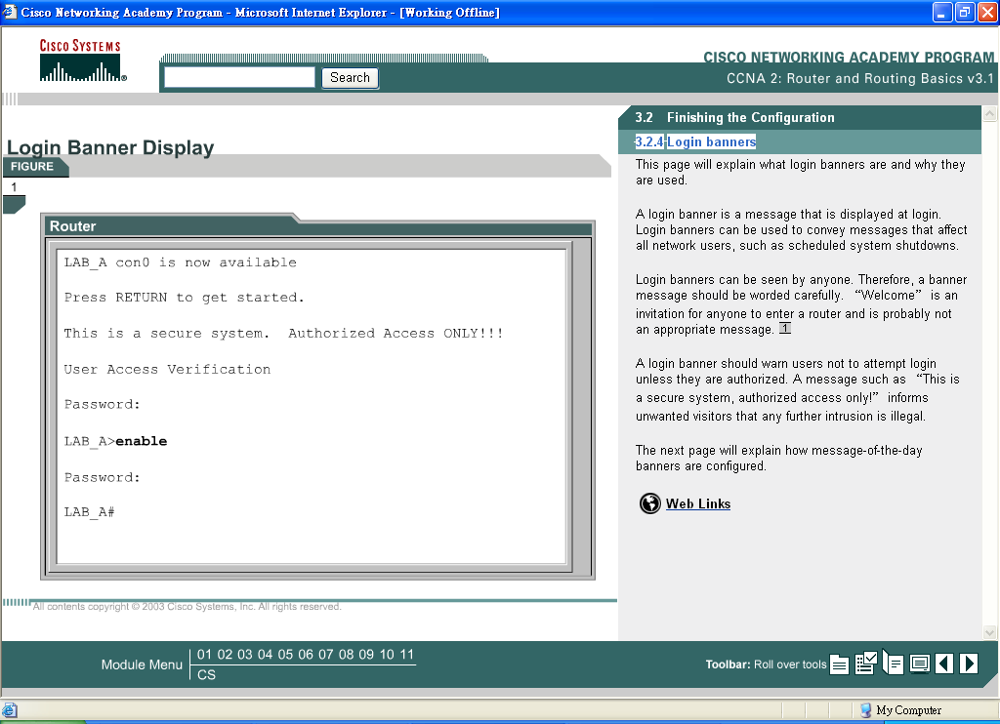 Cisco Networking Academy Program - Microsoft Internet Explorer - [Working Offline]
CISCO SYSTEMS
Search
CISCO NETWORKING ACADEMY PROGRAM
CCNA 2: Router and Routing Basics v3.1
Login Banner Display
FIGURE
1
Router
LAB_A con0 is now available
Press RETURN to get started.
This is a secure system.  Authorized Access ONLY!!!
User Access Verification
Password:
LAB_A>enable
Password:
LAB_A#
All contents copyright © 2003 Cisco Systems, Inc. All rights reserved.
3.2 Finishing the Configuration
3.2.4 Login banners
This page will explain what login banners are and why they
are used.
A login banner is a message that is displayed at login.
Login banners can be used to convey messages that affect
all network users, such as scheduled system shutdowns.
Login banners can be seen by anyone. Therefore, a banner
message should be worded carefully. “Welcome” is an
invitation for anyone to enter a router and is probably not
an appropriate message. 1
A login banner should warn users not to attempt login
unless they are authorized. A message such as “This is
a secure system, authorized access only!” informs
unwanted visitors that any further intrusion is illegal.
The next page will explain how message-of-the-day
banners are configured.
Web Links
Module Menu
01 02 03 04 05 06 07 08 09 10 11
CS
Toolbar: Roll over tools
My Computer